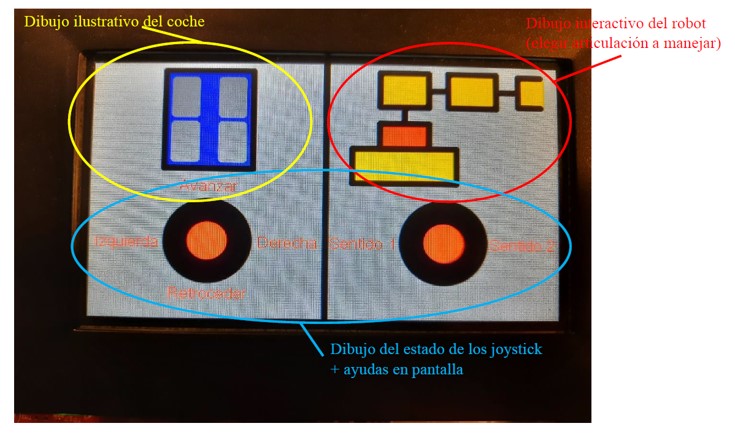 Dibujo ilustrativo del coche
Dibujo interactivo del robot
(elegir articulación a manejar)
Avanzar
Izquierda
Derecha
Sentido 1
Sentido 2
Retroceder
Dibujo del estado de los joystick
+ ayudas en pantalla